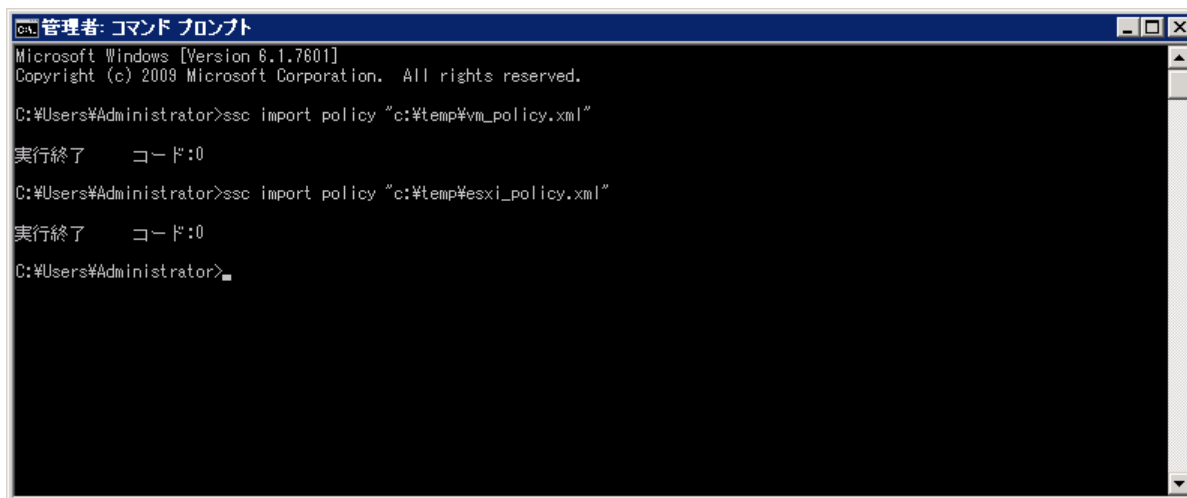 管理者: コマンド プロンプト
Microsoft Windows [Version 6.1.7601]
Copyright (c) 2009 Microsoft Corporation.  All rights reserved.
C:¥Users¥Administrator>ssc import policy "c:¥temp¥vm_policy.xml"
実行終了　　コード:0
C:¥Users¥Administrator>ssc import policy "c:¥temp¥esxi_policy.xml"
実行終了　　コード:0
C:¥Users¥Administrator>